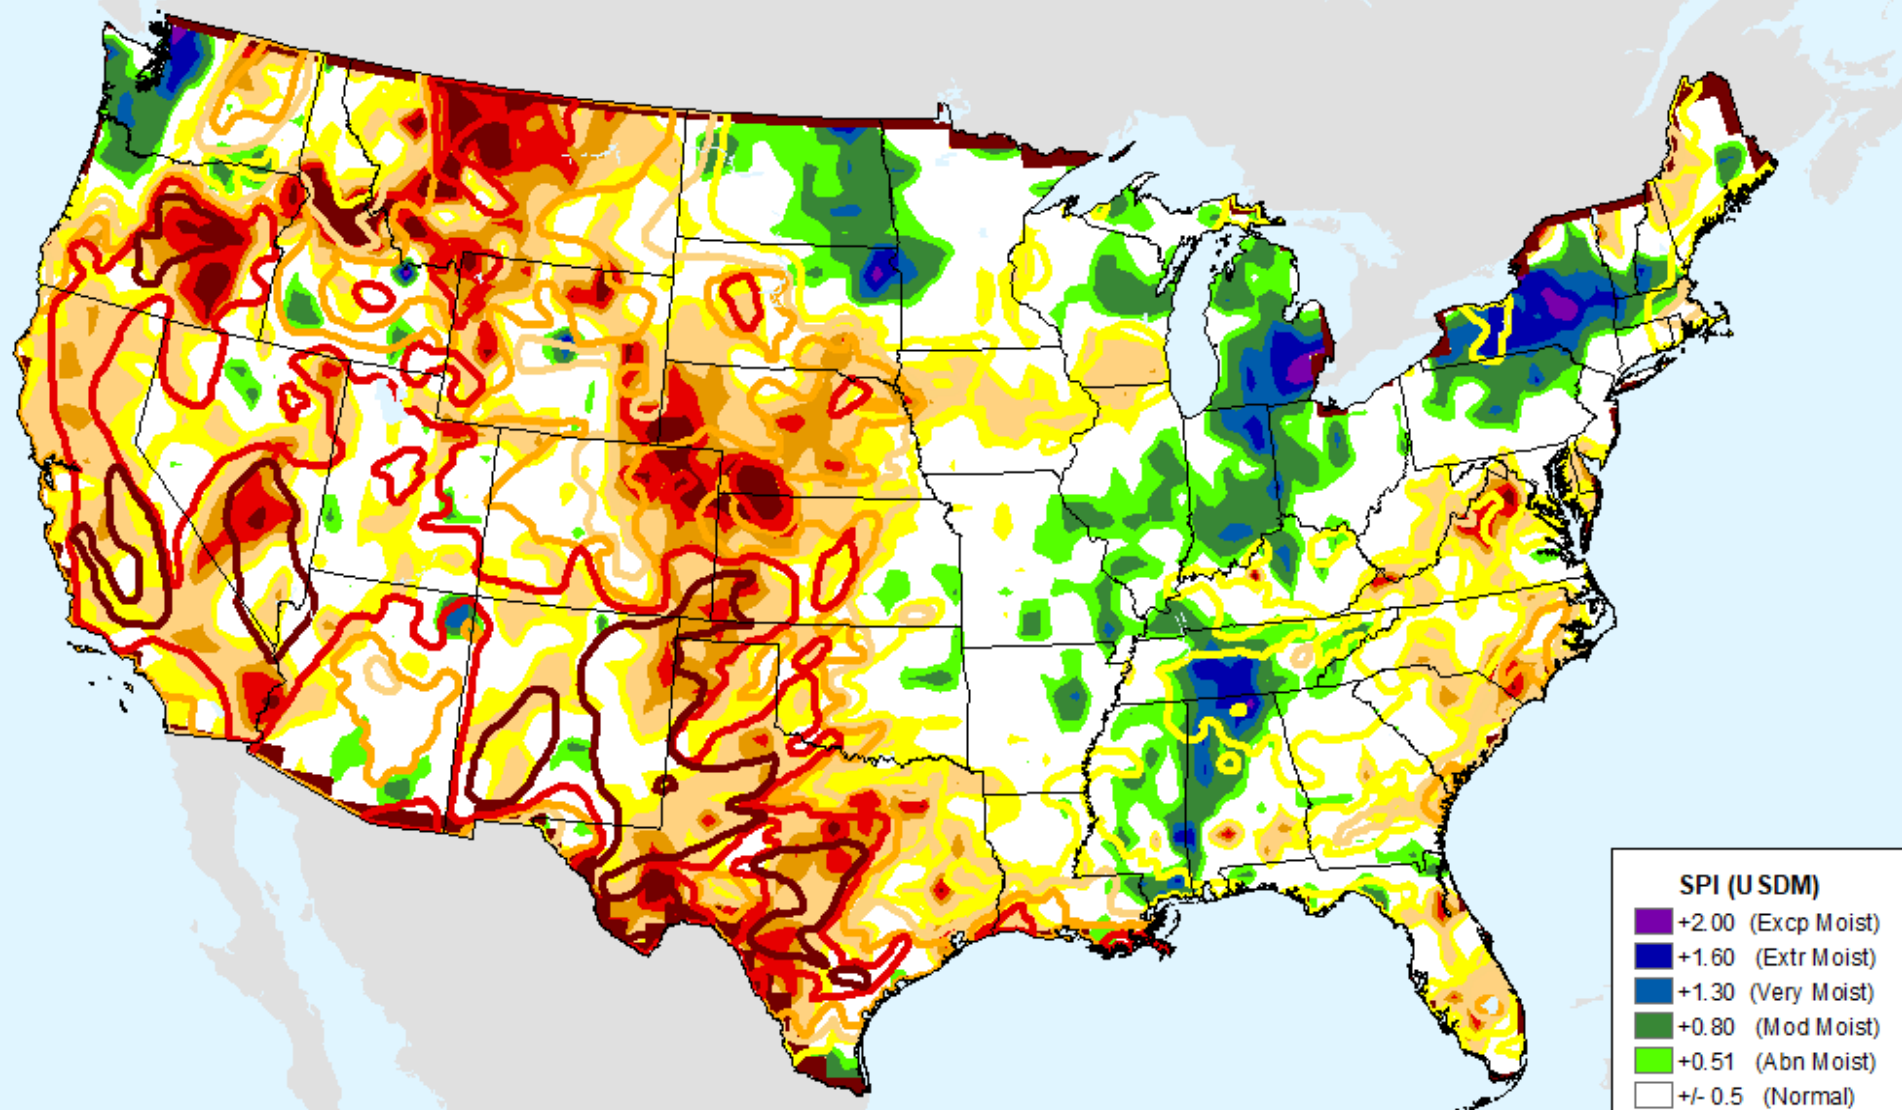 SPI (USDM)
+2.00 (Excp Moist)
+1.60 (Extr Moist)
+1.30 (Very Moist)
+0.80 (Mod Moist)
+0.51 (Abn Moist)
+/- 0.5 (Normal)